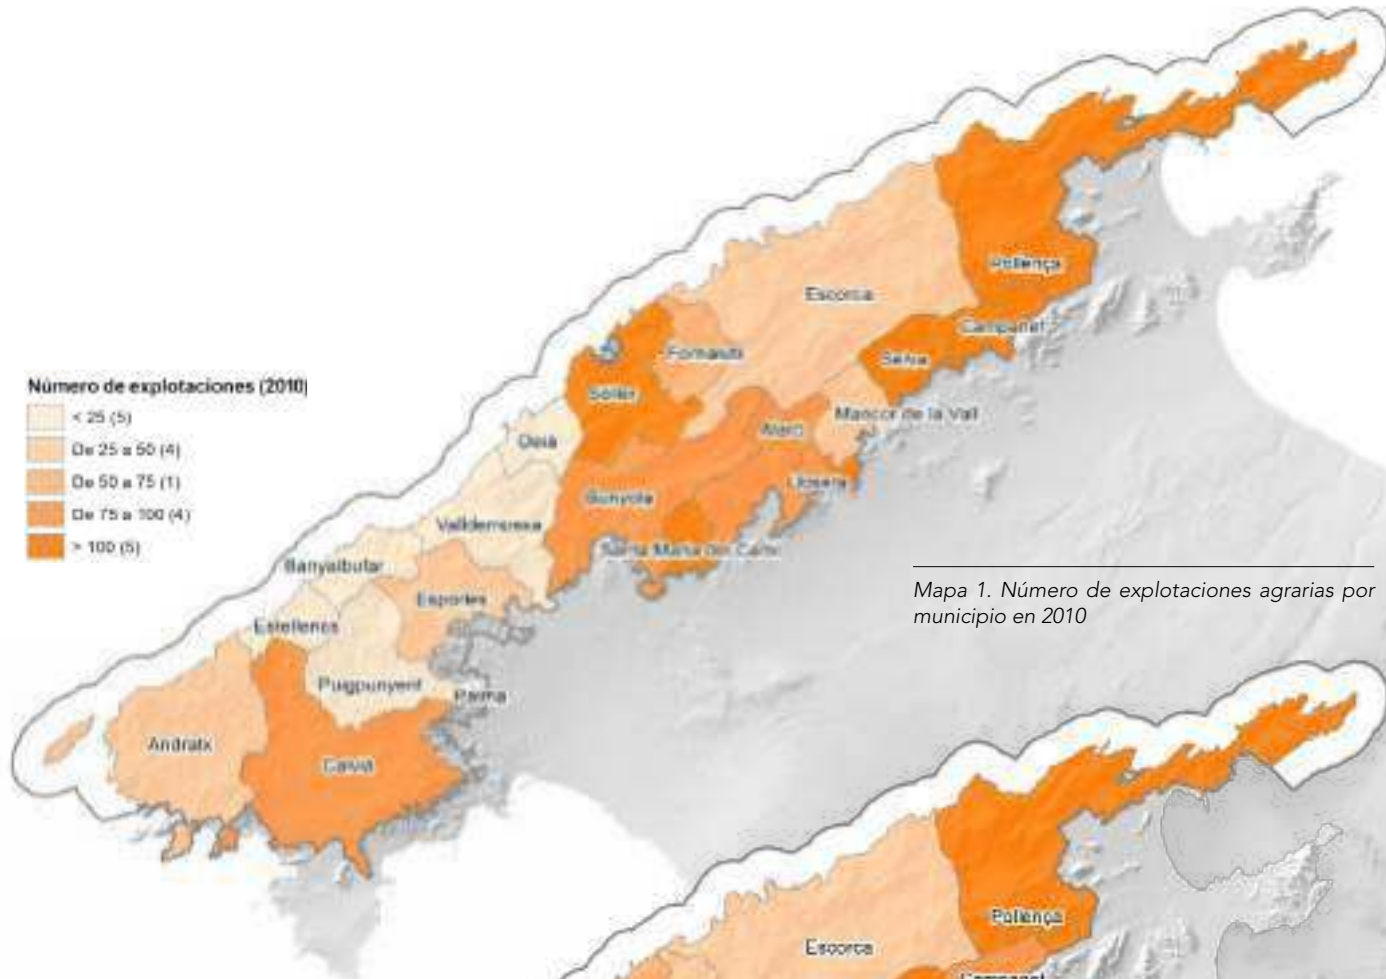 Pollença
Escorca
Campanet
Fornalutx
Selva
Sóller
Mancor de la Vall
Número de explotaciones (2010)
< 25 (5)
De 25 a 50 (4)
De 50 a 75 (1)
De 75 a 100 (4)
> 100 (5)
Alaró
Deià
Lloseta
Bunyola
Valldemossa
Santa Maria del Camí
Banyalbufar
Esporles
Mapa 1. Número de explotaciones agrarias por
municipio en 2010
Estellencs
Puigpunyent
Palma
Andratx
Calvià
Pollença
Escorca
Campanet